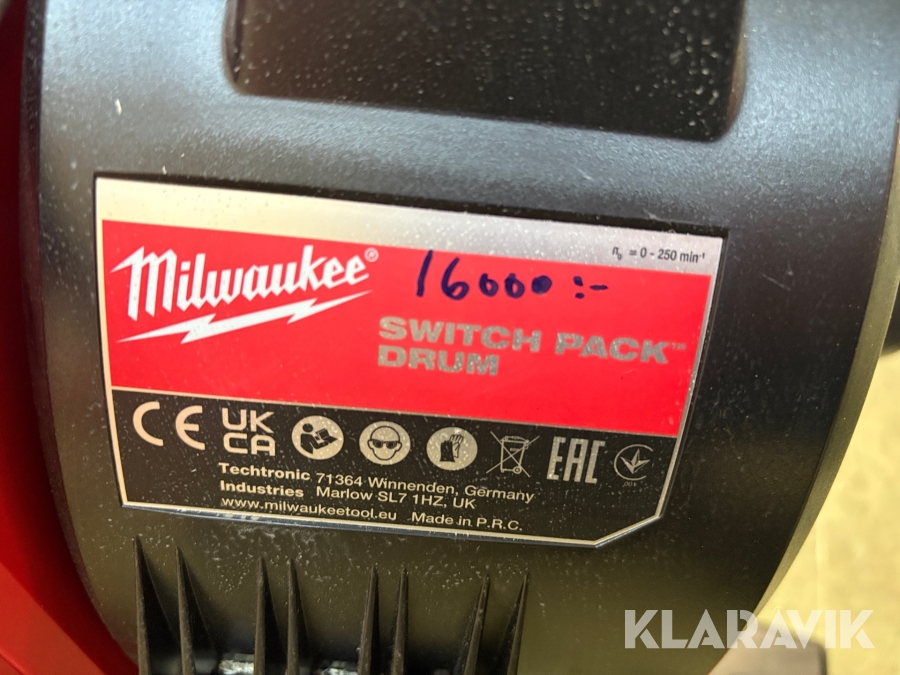 n₀ = 0 - 250 min⁻¹
Milwaukee®
16000:-
SWITCH PACK™
DRUM
CE UK
CA EAC
Techtronic 71364 Winnenden, Germany
Industries Marlow SL7 1HZ, UK
www.milwaukeetool.eu Made in P.R.C.
KLARAVIK